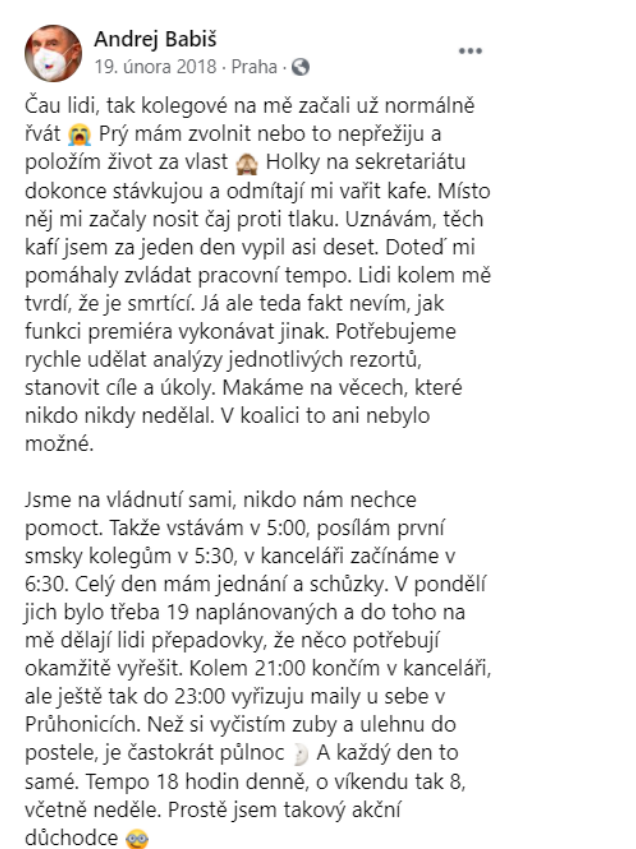 Andrej Babiš
19. února 2018 · Praha ·
Čau lidi, tak kolegové na mě začali už normálně
řvát 😭 Prý mám zvolnit nebo to nepřežiju a
položím život za vlast 🙈 Holky na sekretariátu
dokonce stávkujou a odmítají mi vařit kafe. Místo
něj mi začaly nosit čaj proti tlaku. Uznávám, těch
kafí jsem za jeden den vypil asi deset. Doteď mi
pomáhaly zvládat pracovní tempo. Lidi kolem mě
tvrdí, že je smrtící. Já ale teda fakt nevím, jak
funkci premiéra vykonávat jinak. Potřebujeme
rychle udělat analýzy jednotlivých rezortů,
stanovit cíle a úkoly. Makáme na věcech, které
nikdo nikdy nedělal. V koalici to ani nebylo
možné.
Jsme na vládnutí sami, nikdo nám nechce
pomoct. Takže vstávám v 5:00, posílám první
smsky kolegům v 5:30, v kanceláři začínáme v
6:30. Celý den mám jednání a schůzky. V pondělí
jich bylo třeba 19 naplánovaných a do toho na
mě dělají lidi přepadovky, že něco potřebují
okamžitě vyřešit. Kolem 21:00 končím v kanceláři,
ale ještě tak do 23:00 vyřizuju maily u sebe v
Průhonicích. Než si vyčistím zuby a ulehnu do
postele, je častokrát půlnoc 🌛 A každý den to
samé. Tempo 18 hodin denně, o víkendu tak 8,
včetně neděle. Prostě jsem takový akční
důchodce 🤓